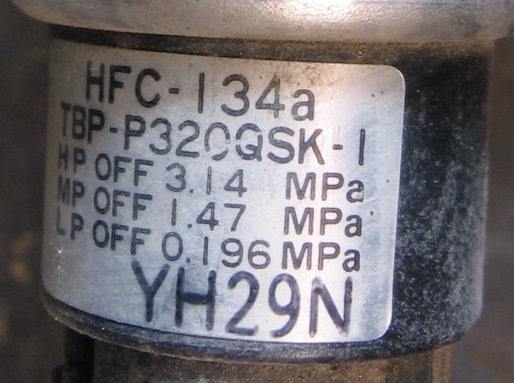 HFC-134a
TBP-P320QSK-1
HP OFF 3.14 MPa
MP OFF 1.47 MPa
LP OFF 0.196 MPa
YH29N